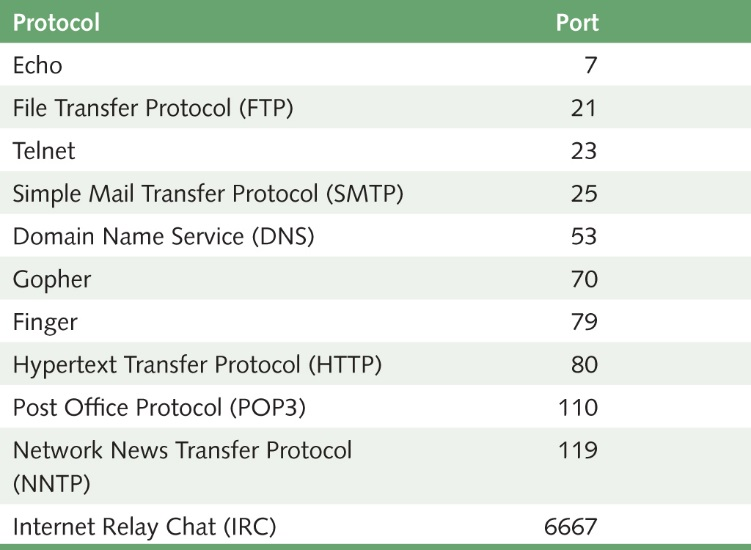 Protocol Port
Echo 7
File Transfer Protocol (FTP) 21
Telnet 23
Simple Mail Transfer Protocol (SMTP) 25
Domain Name Service (DNS) 53
Gopher 70
Finger 79
Hypertext Transfer Protocol (HTTP) 80
Post Office Protocol (POP3) 110
Network News Transfer Protocol 119
(NNTP)
Internet Relay Chat (IRC) 6667